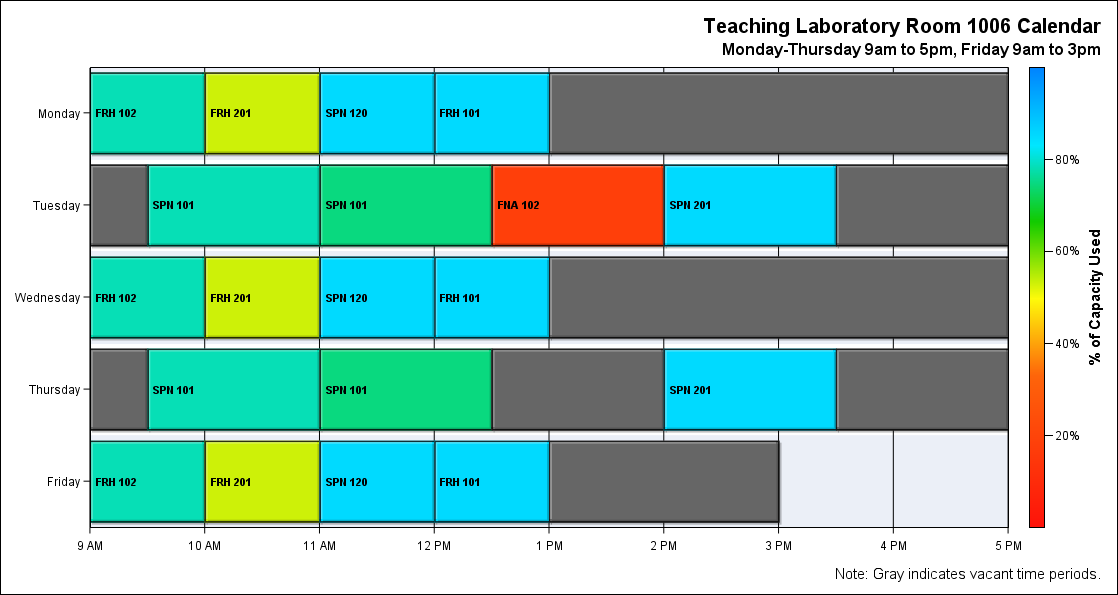 Teaching Laboratory Room 1006 Calendar
Monday-Thursday 9am to 5pm, Friday 9am to 3pm
Monday
FRH 102
FRH 201
SPN 120
FRH 101
Tuesday
SPN 101
SPN 101
FNA 102
SPN 201
Wednesday
FRH 102
FRH 201
SPN 120
FRH 101
Thursday
SPN 101
SPN 101
SPN 201
Friday
FRH 102
FRH 201
SPN 120
FRH 101
9 AM
10 AM
11 AM
12 PM
1 PM
2 PM
3 PM
4 PM
5 PM
80%
60%
40%
20%
% of Capacity Used
Note: Gray indicates vacant time periods.